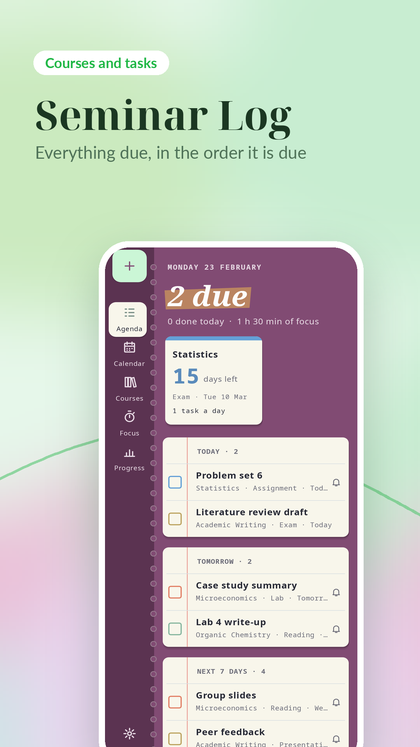 Courses and tasks
Seminar Log
Everything due, in the order it is due
MONDAY 23 FEBRUARY
2 due
0 done today · 1 h 30 min of focus
Agenda
Calendar
Courses
Focus
Progress
Statistics
15 days left
Exam · Tue 10 Mar
1 task a day
TODAY · 2
Problem set 6
Statistics · Assignment · Tod…
Literature review draft
Academic Writing · Exam · Today
TOMORROW · 2
Case study summary
Microeconomics · Lab · Tomorr…
Lab 4 write-up
Organic Chemistry · Reading ·…
NEXT 7 DAYS · 4
Group slides
Microeconomics · Reading · We…
Peer feedback
Academic Writing · Presentati…